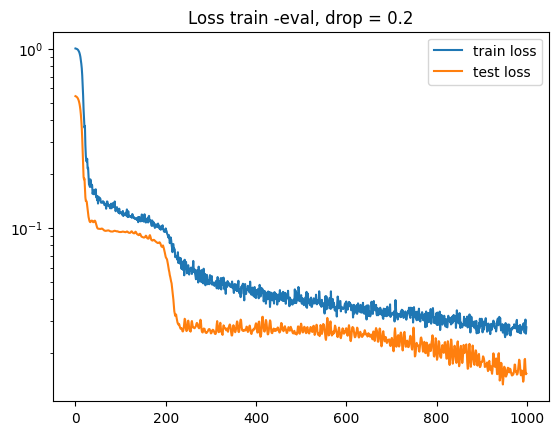 Loss train -eval, drop = 0.2
train loss
test loss
10⁰
10⁻¹
0 200 400 600 800 1000